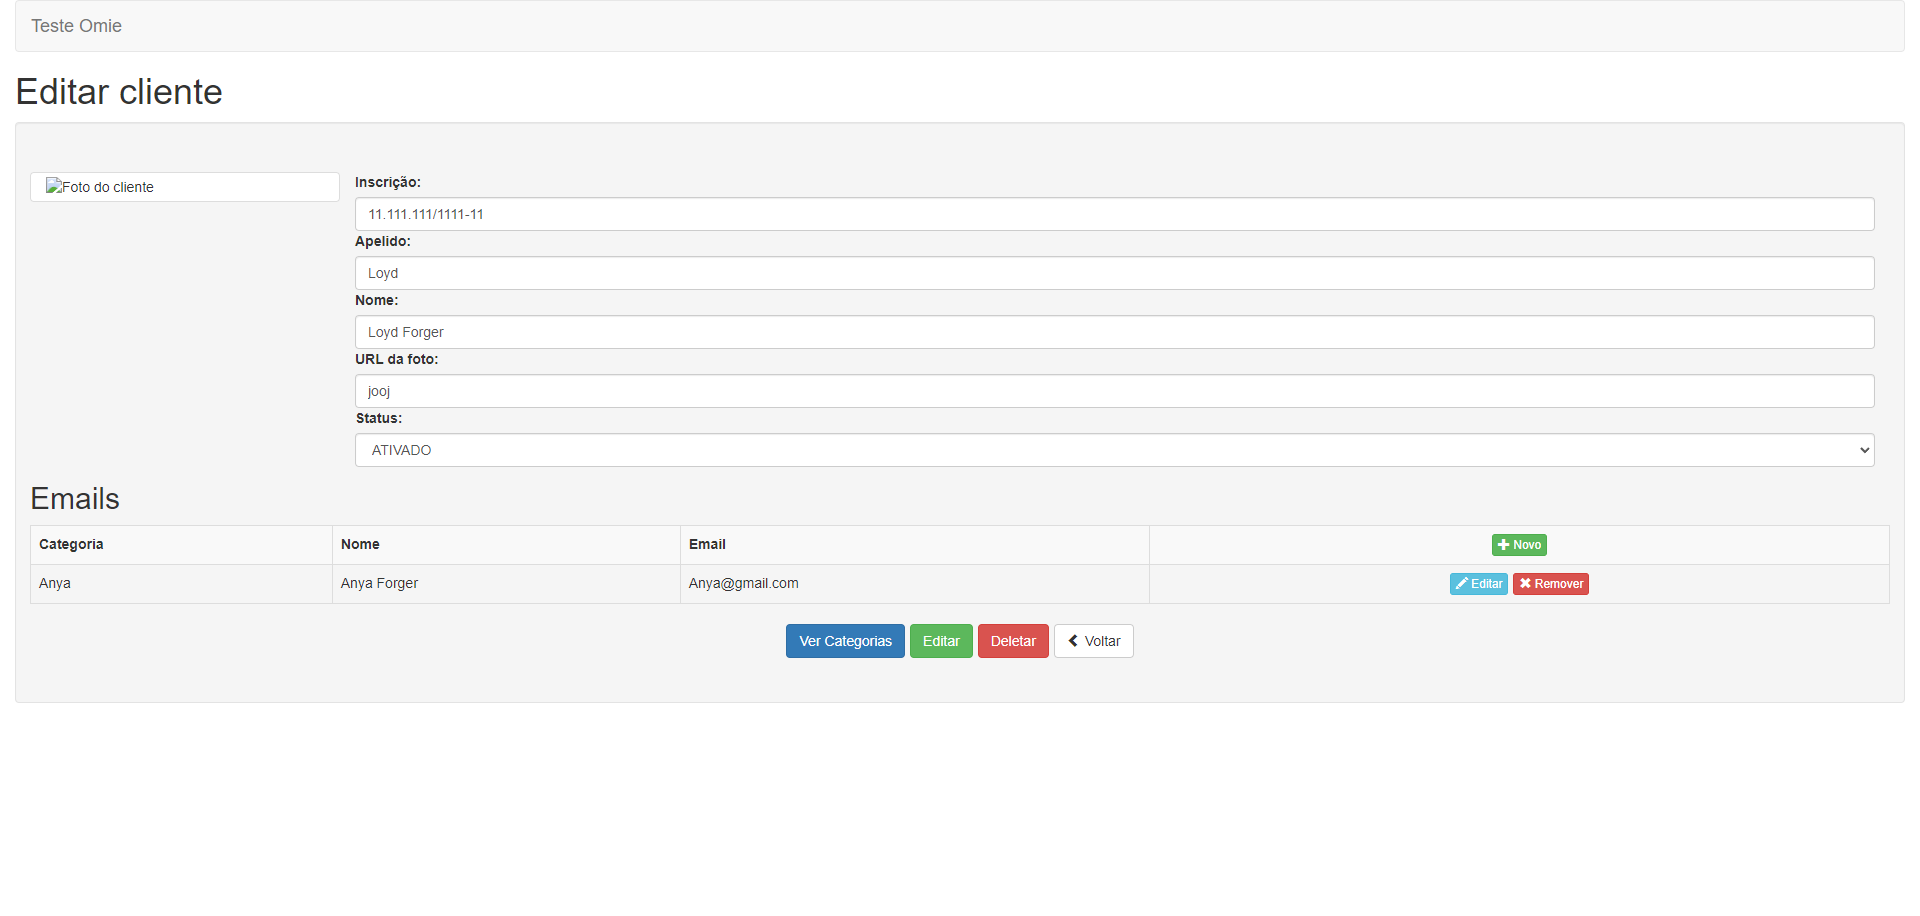 Teste Omie
Editar cliente
Foto do cliente
Inscrição:
11.111.111/1111-11
Apelido:
Loyd
Nome:
Loyd Forger
URL da foto:
jooj
Status:
ATIVADO
Emails
Categoria Nome Email Novo
Anya Anya Forger Anya@gmail.com Editar Remover
Ver Categorias Editar Deletar Voltar